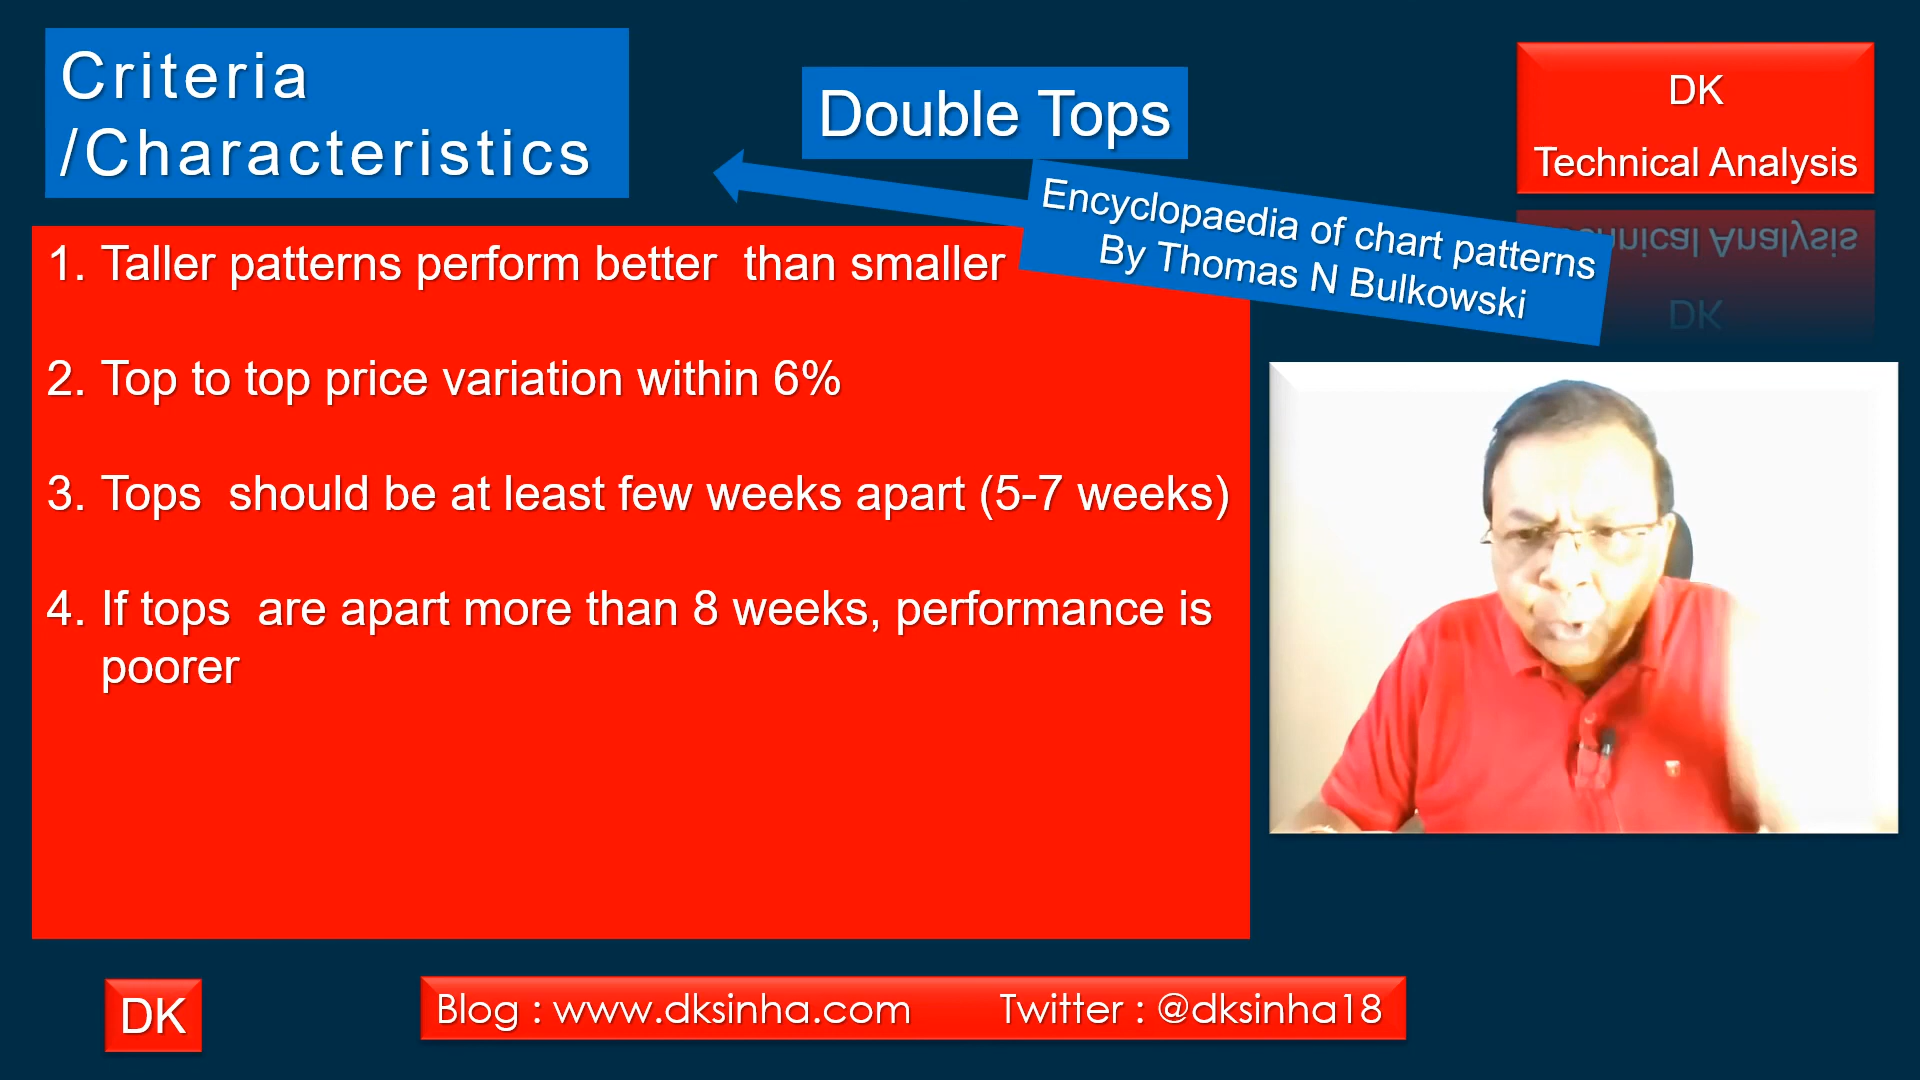 Criteria
/Characteristics
Double Tops
DK
Technical Analysis
Encyclopaedia of chart patterns
By Thomas N Bulkowski
1. Taller patterns perform better  than smaller
2. Top to top price variation within 6%
3. Tops  should be at least few weeks apart (5-7 weeks)
4. If tops  are apart more than 8 weeks, performance is
poorer
DK
Blog : www.dksinha.com Twitter : @dksinha18